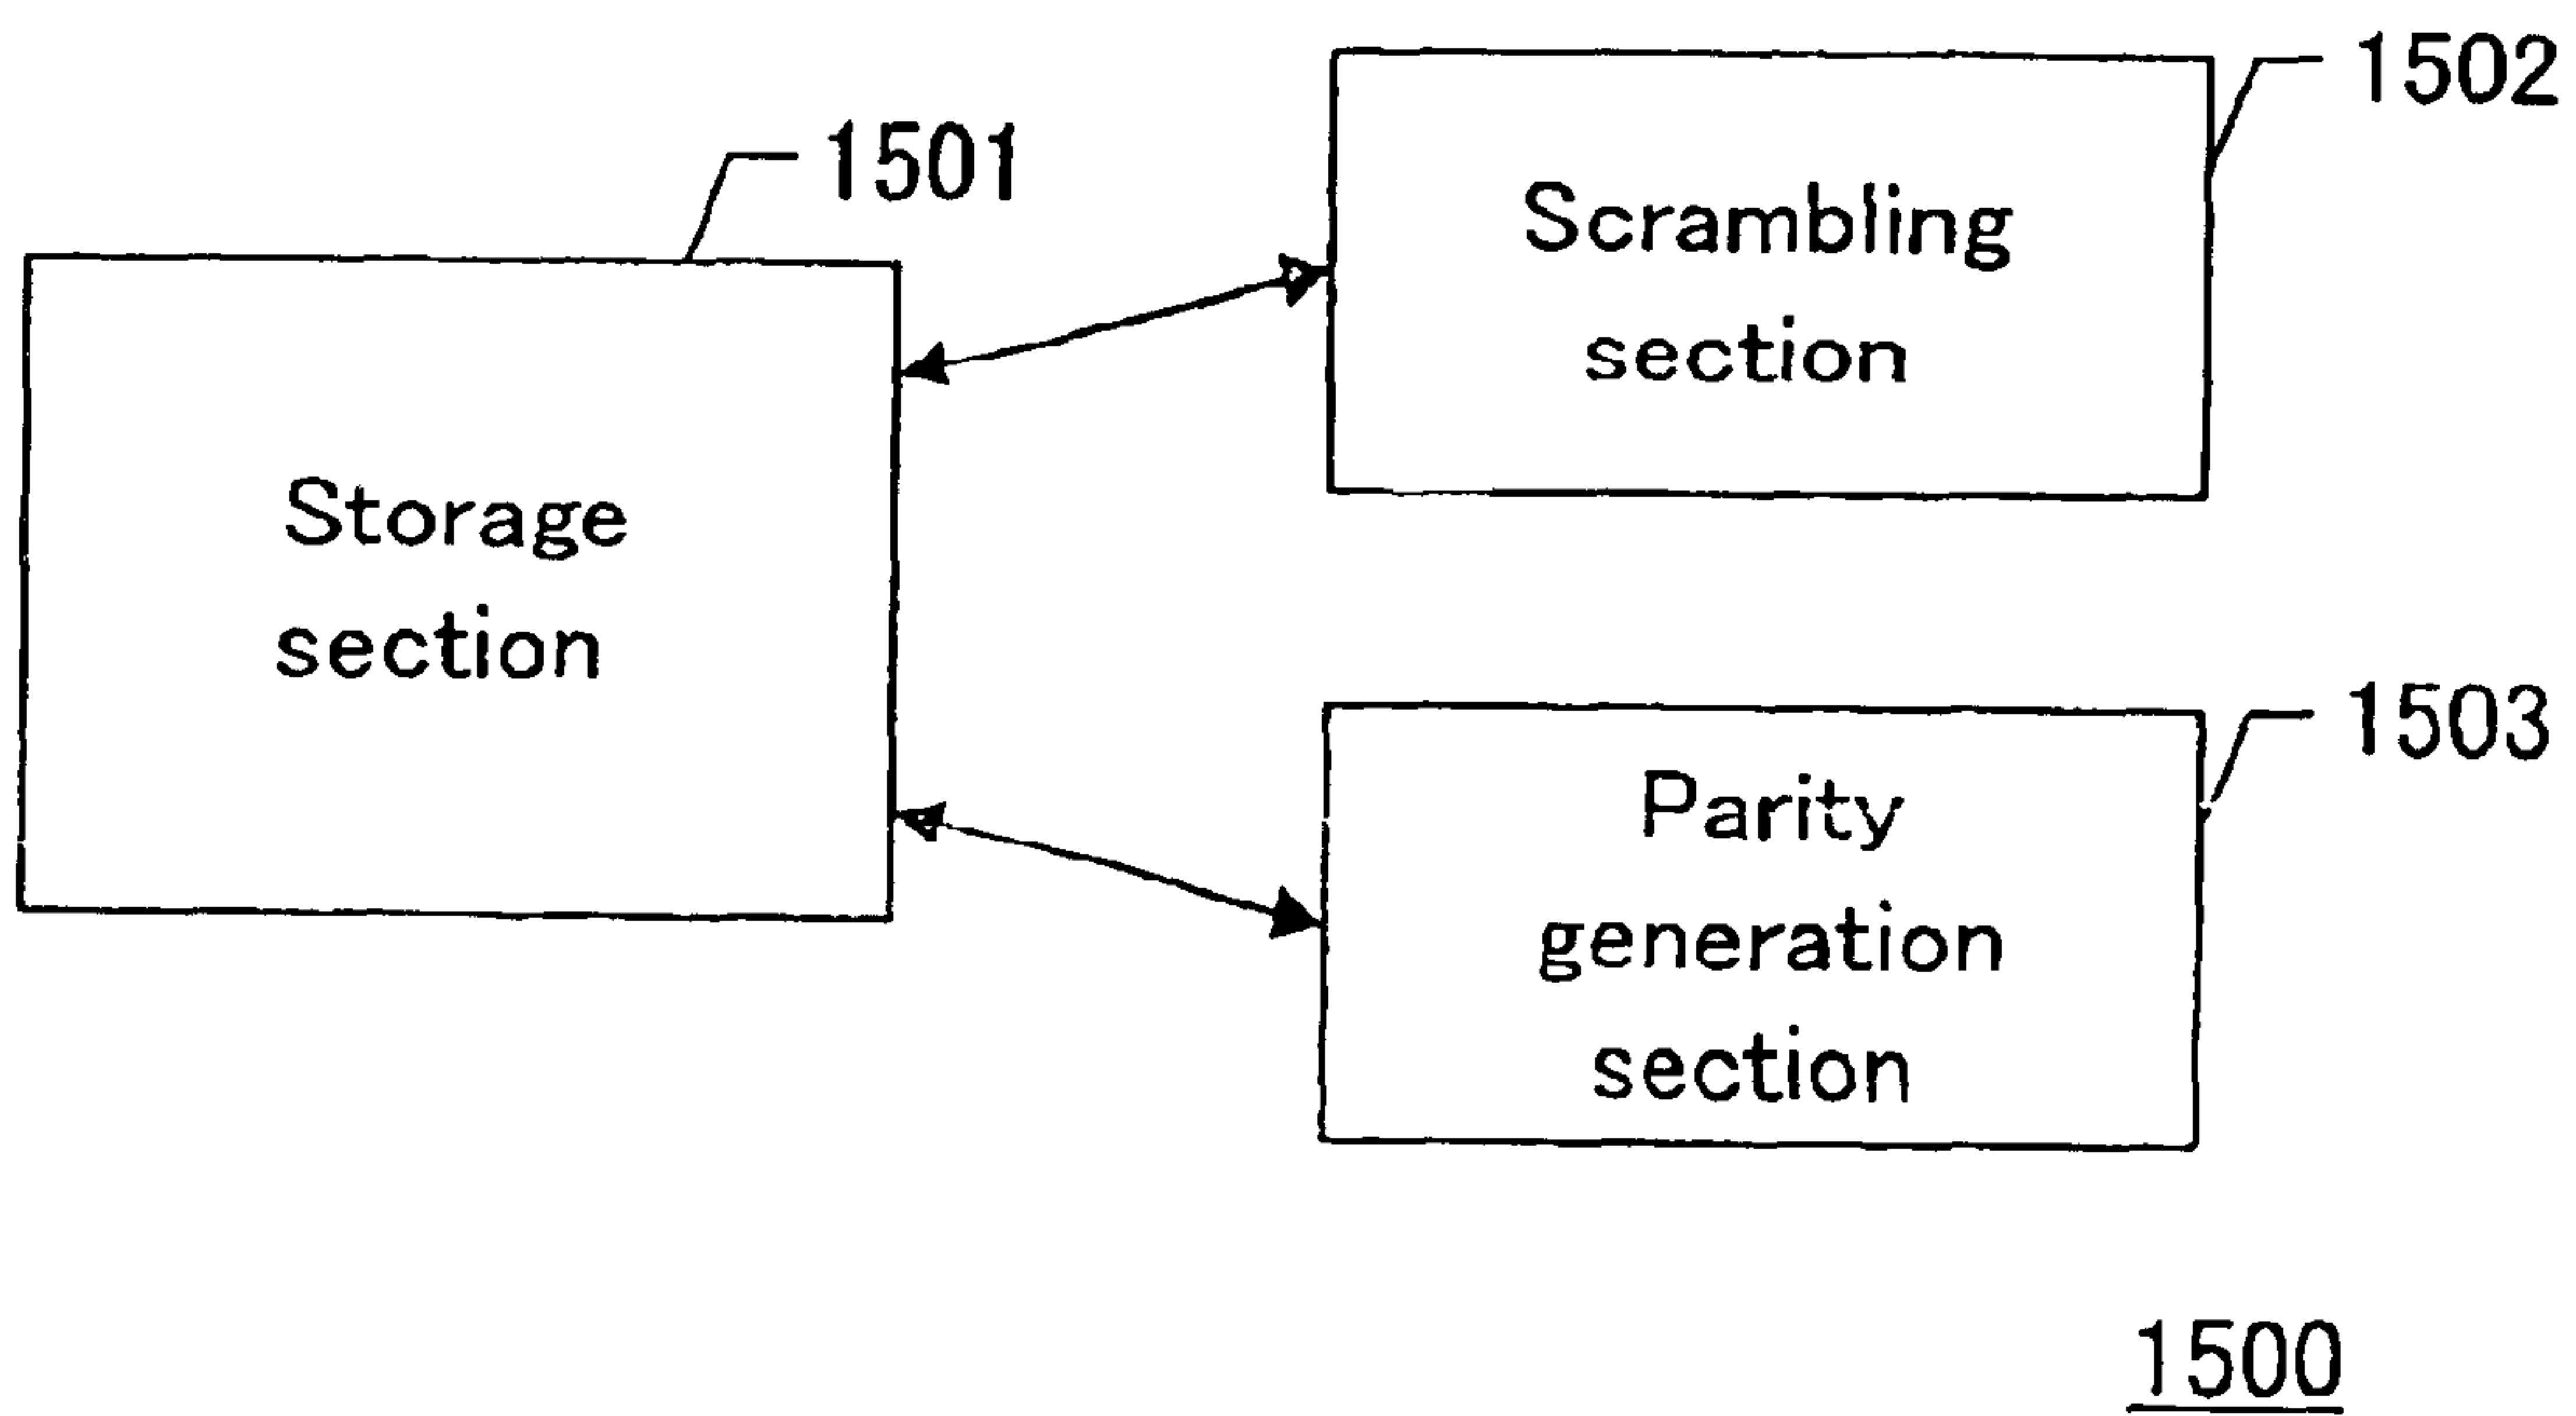 1501
Storage
section
1502
Scrambling
section
1503
Parity
generation
section
1500